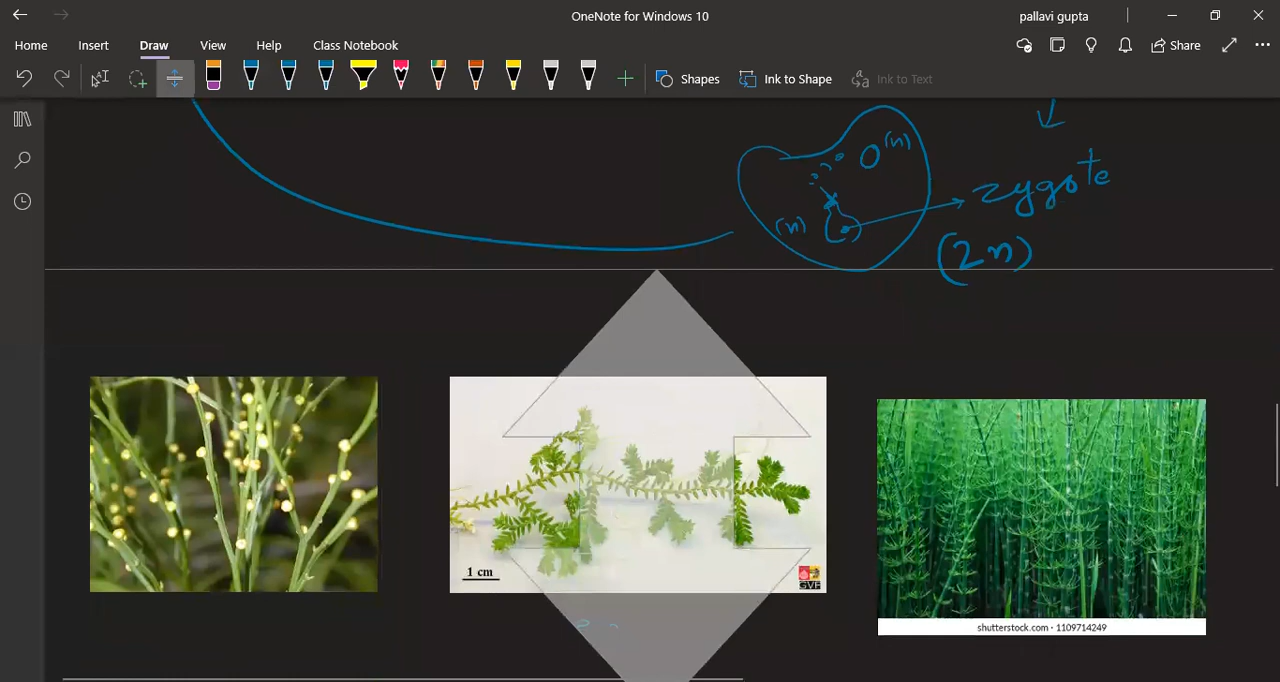 OneNote for Windows 10
pallavi gupta
Home Insert Draw View Help Class Notebook
Share
Shapes
Ink to Shape
Ink to Text
O(n)
(n)
zygote
(2n)
1 cm
GVF
shutterstock.com · 1109714249